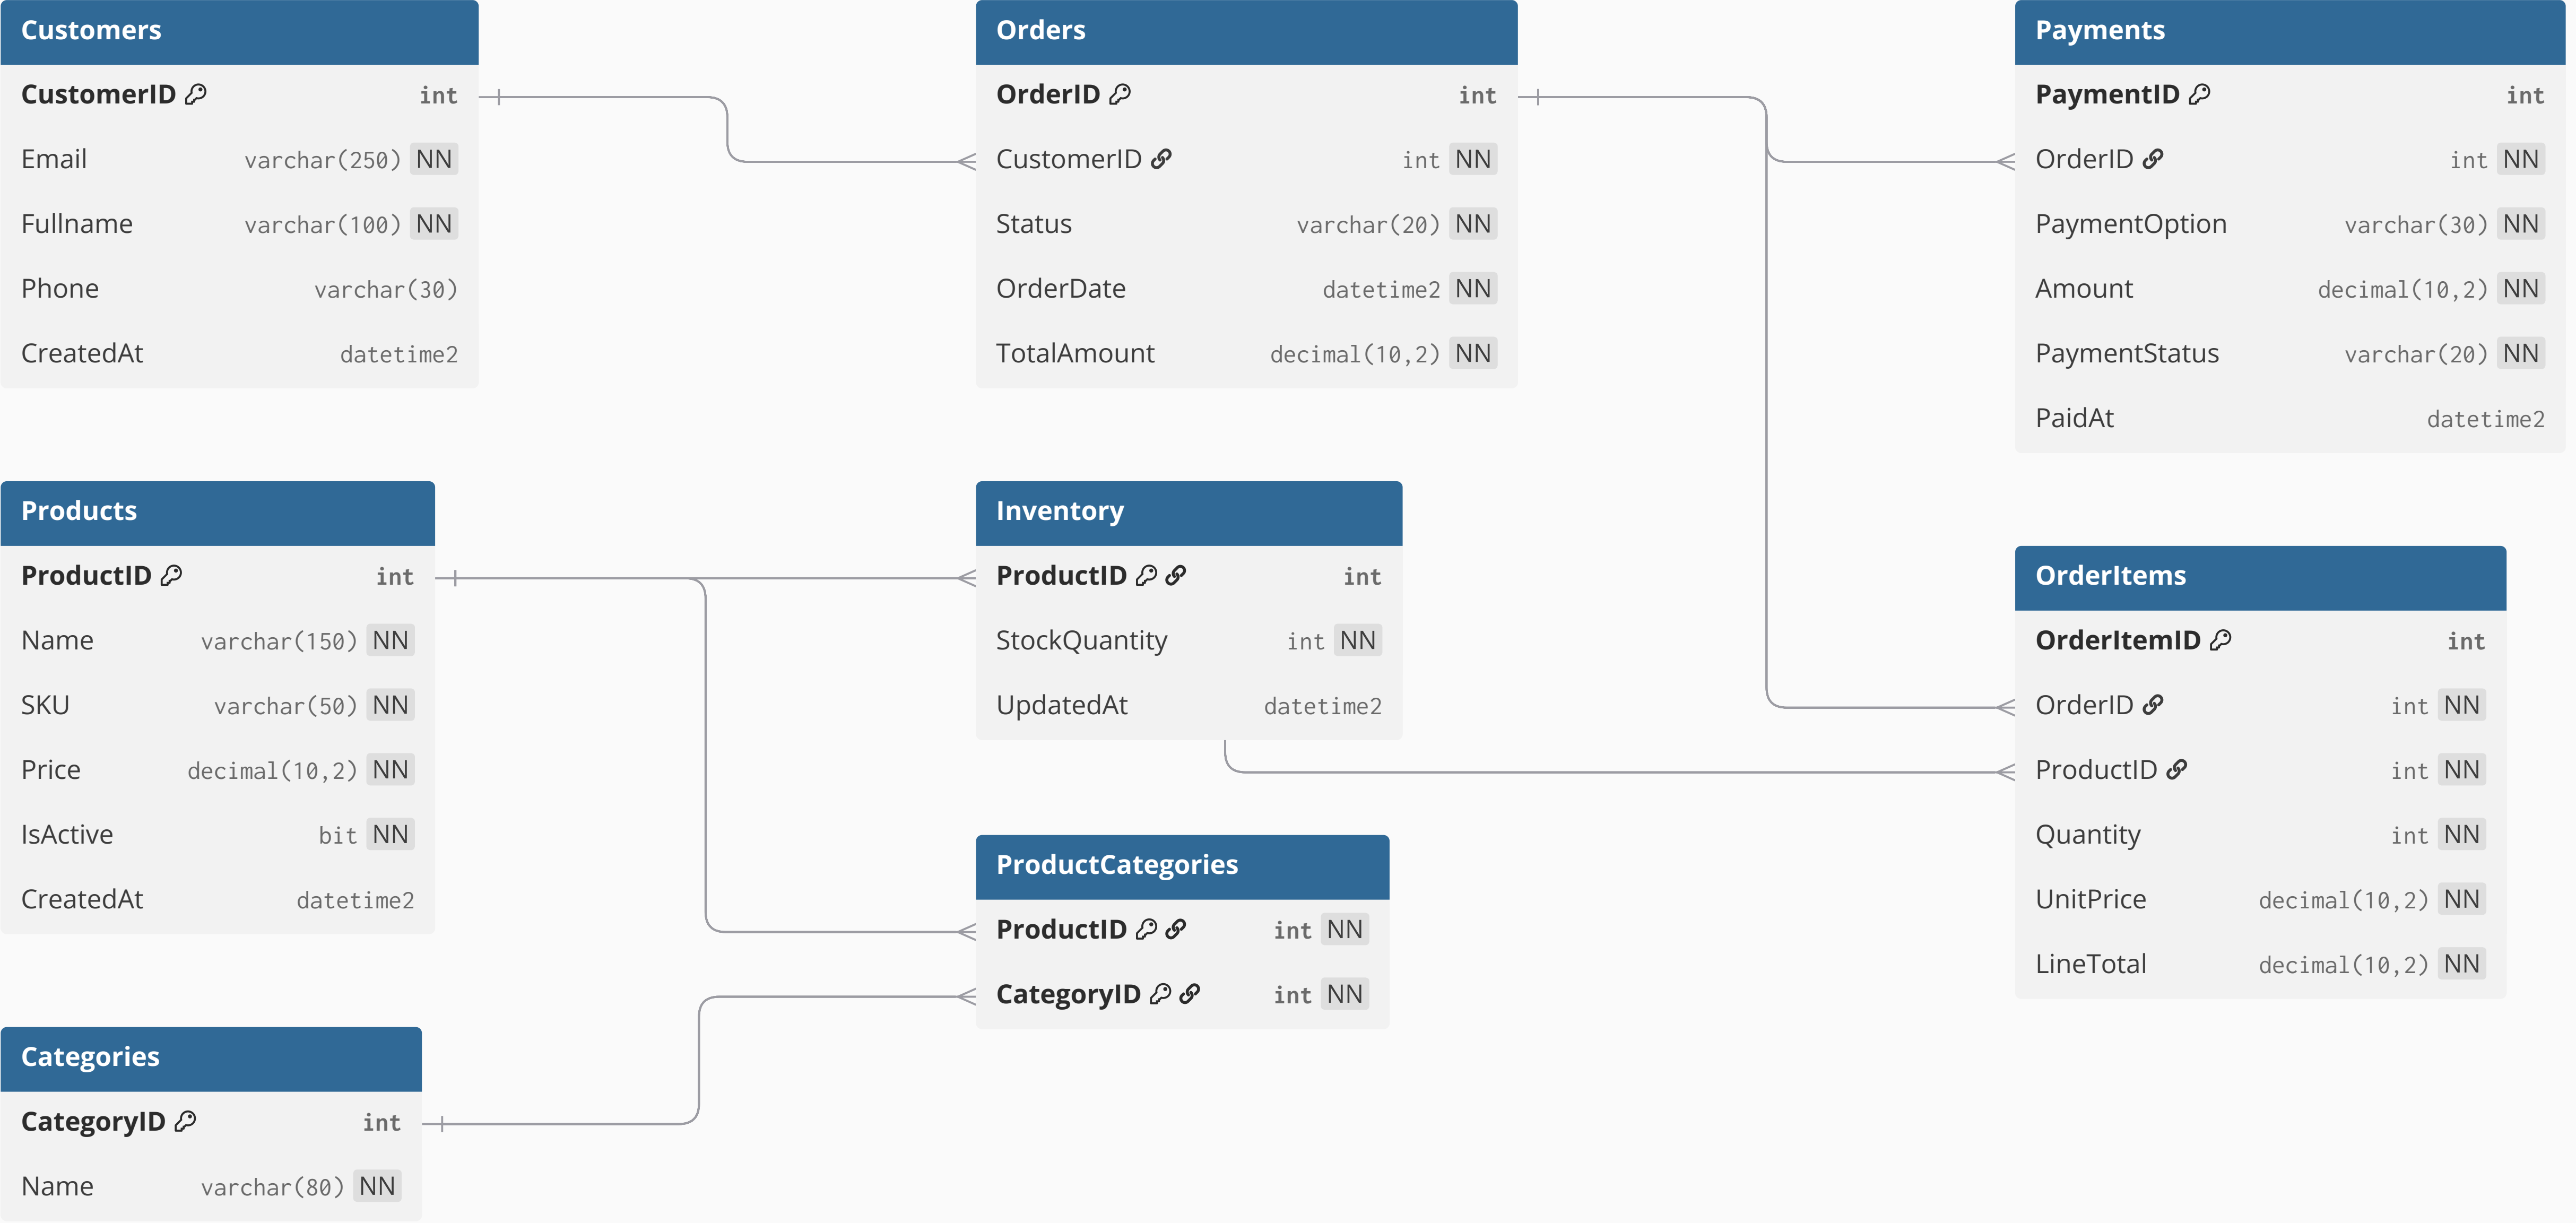 Customers
CustomerID int
Email varchar(250) NN
Fullname varchar(100) NN
Phone varchar(30)
CreatedAt datetime2
Orders
OrderID int
CustomerID int NN
Status varchar(20) NN
OrderDate datetime2 NN
TotalAmount decimal(10,2) NN
Payments
PaymentID int
OrderID int NN
PaymentOption varchar(30) NN
Amount decimal(10,2) NN
PaymentStatus varchar(20) NN
PaidAt datetime2
Products
ProductID int
Name varchar(150) NN
SKU varchar(50) NN
Price decimal(10,2) NN
IsActive bit NN
CreatedAt datetime2
Inventory
ProductID int
StockQuantity int NN
UpdatedAt datetime2
OrderItems
OrderItemID int
OrderID int NN
ProductID int NN
Quantity int NN
UnitPrice decimal(10,2) NN
LineTotal decimal(10,2) NN
ProductCategories
ProductID int NN
CategoryID int NN
Categories
CategoryID int
Name varchar(80) NN